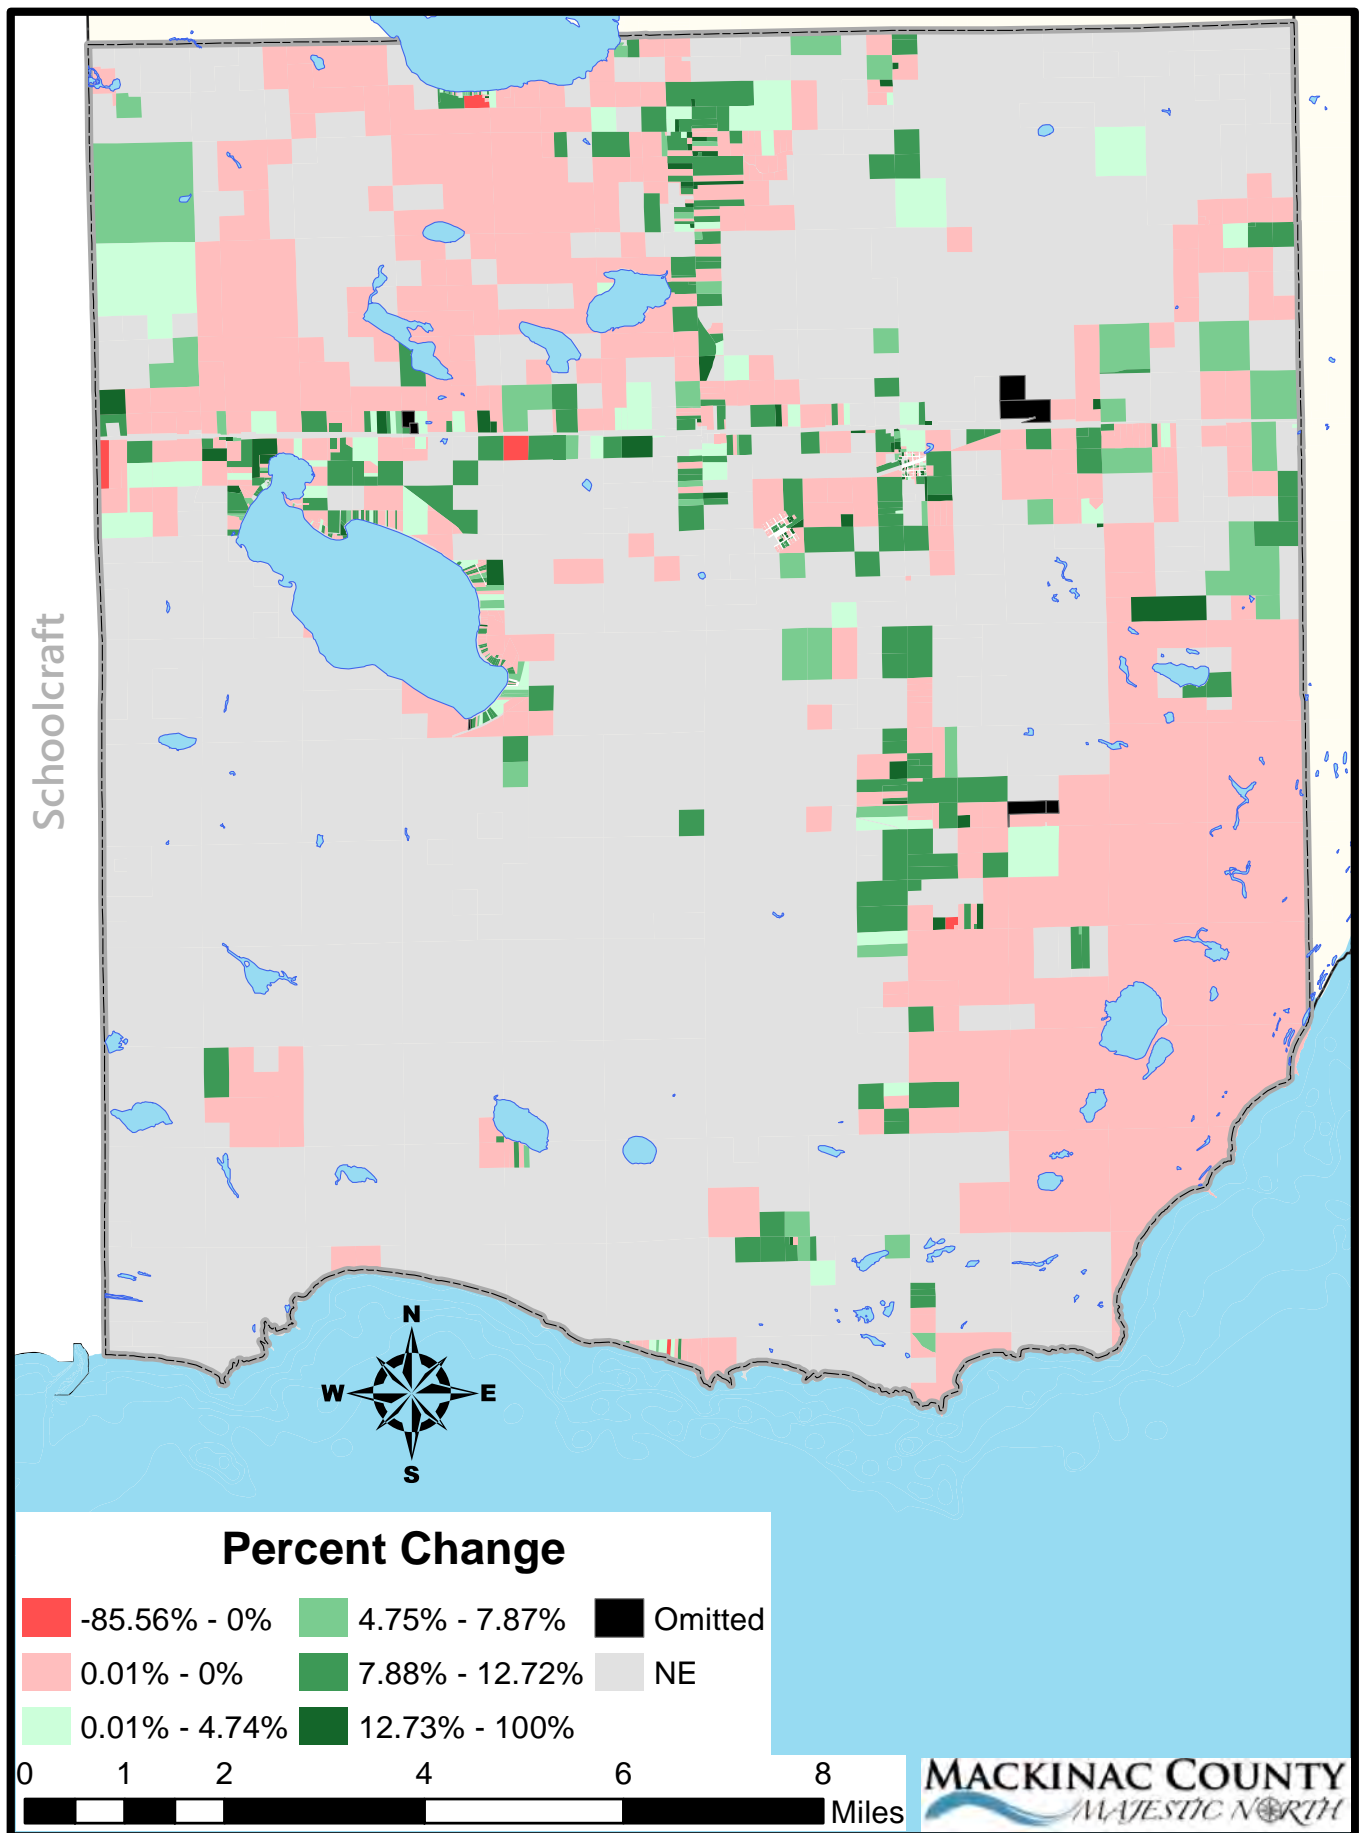 Schoolcraft
N
W E
S
Percent Change
-85.56% - 0% 4.75% - 7.87% Omitted
0.01% - 0% 7.88% - 12.72% NE
0.01% - 4.74% 12.73% - 100%
0 1 2 4 6 8
Miles
MACKINAC COUNTY
MAJESTIC NORTH